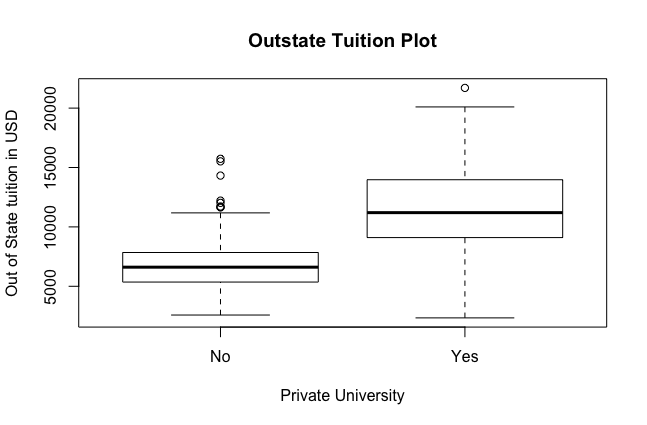 Outstate Tuition Plot
Out of State tuition in USD
20000
15000
10000
5000
No
Yes
Private University